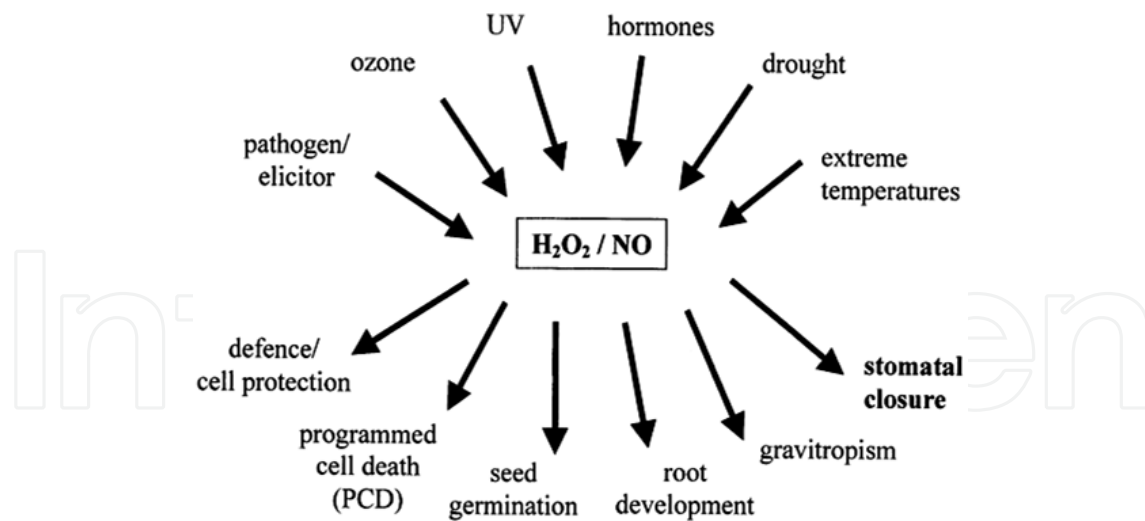 UV
hormones
ozone
drought
pathogen/
elicitor
extreme
temperatures
H₂O₂ / NO
defence/
cell protection
stomatal
closure
programmed
cell death
(PCD)
seed
germination
root
development
gravitropism